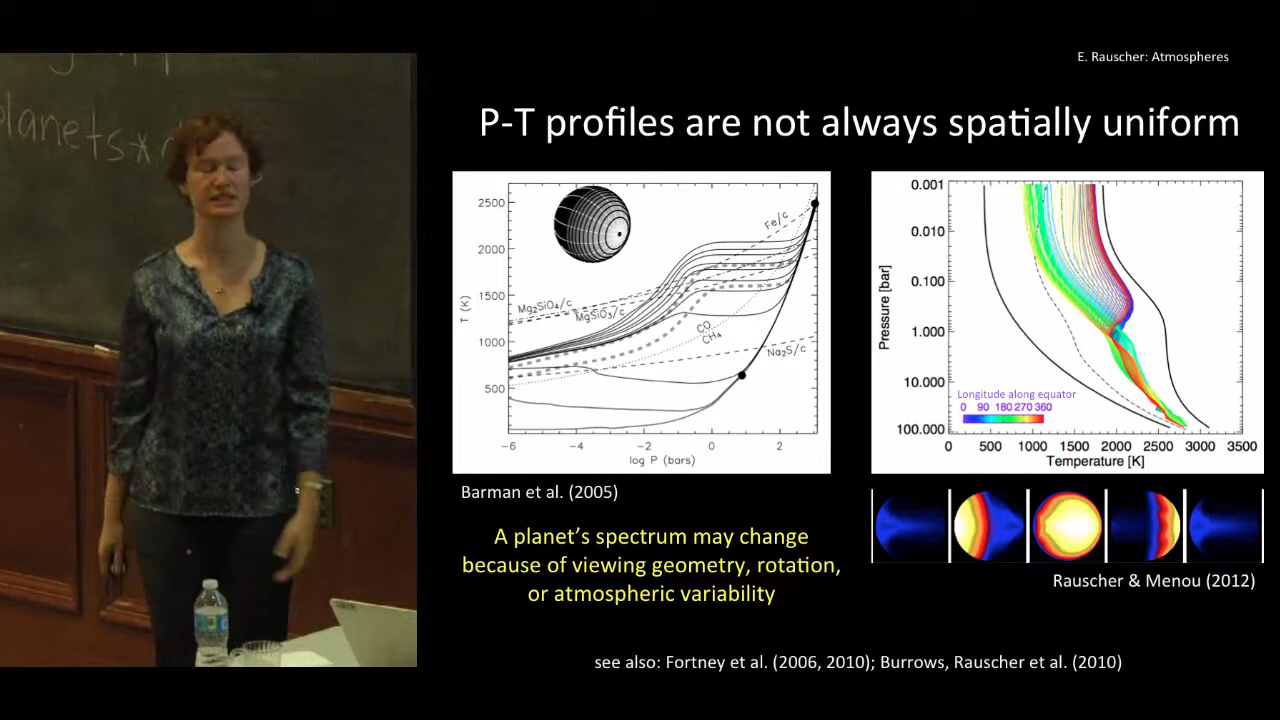 planets*
E. Rauscher: Atmospheres
P-T profiles are not always spatially uniform
2500
2000
1500
1000
500
T (K)
Fe/c
Mg₂SiO₄/c
MgSiO₃/c
CO
CH₄
Na₂S/c
−6 −4 −2 0 2
log P (bars)
0.001
0.010
0.100
1.000
10.000
100.000
Pressure [bar]
Longitude along equator
0 90 180 270 360
0 500 1000 1500 2000 2500 3000 3500
Temperature [K]
Barman et al. (2005)
A planet’s spectrum may change
because of viewing geometry, rotation,
or atmospheric variability
Rauscher & Menou (2012)
see also: Fortney et al. (2006, 2010); Burrows, Rauscher et al. (2010)